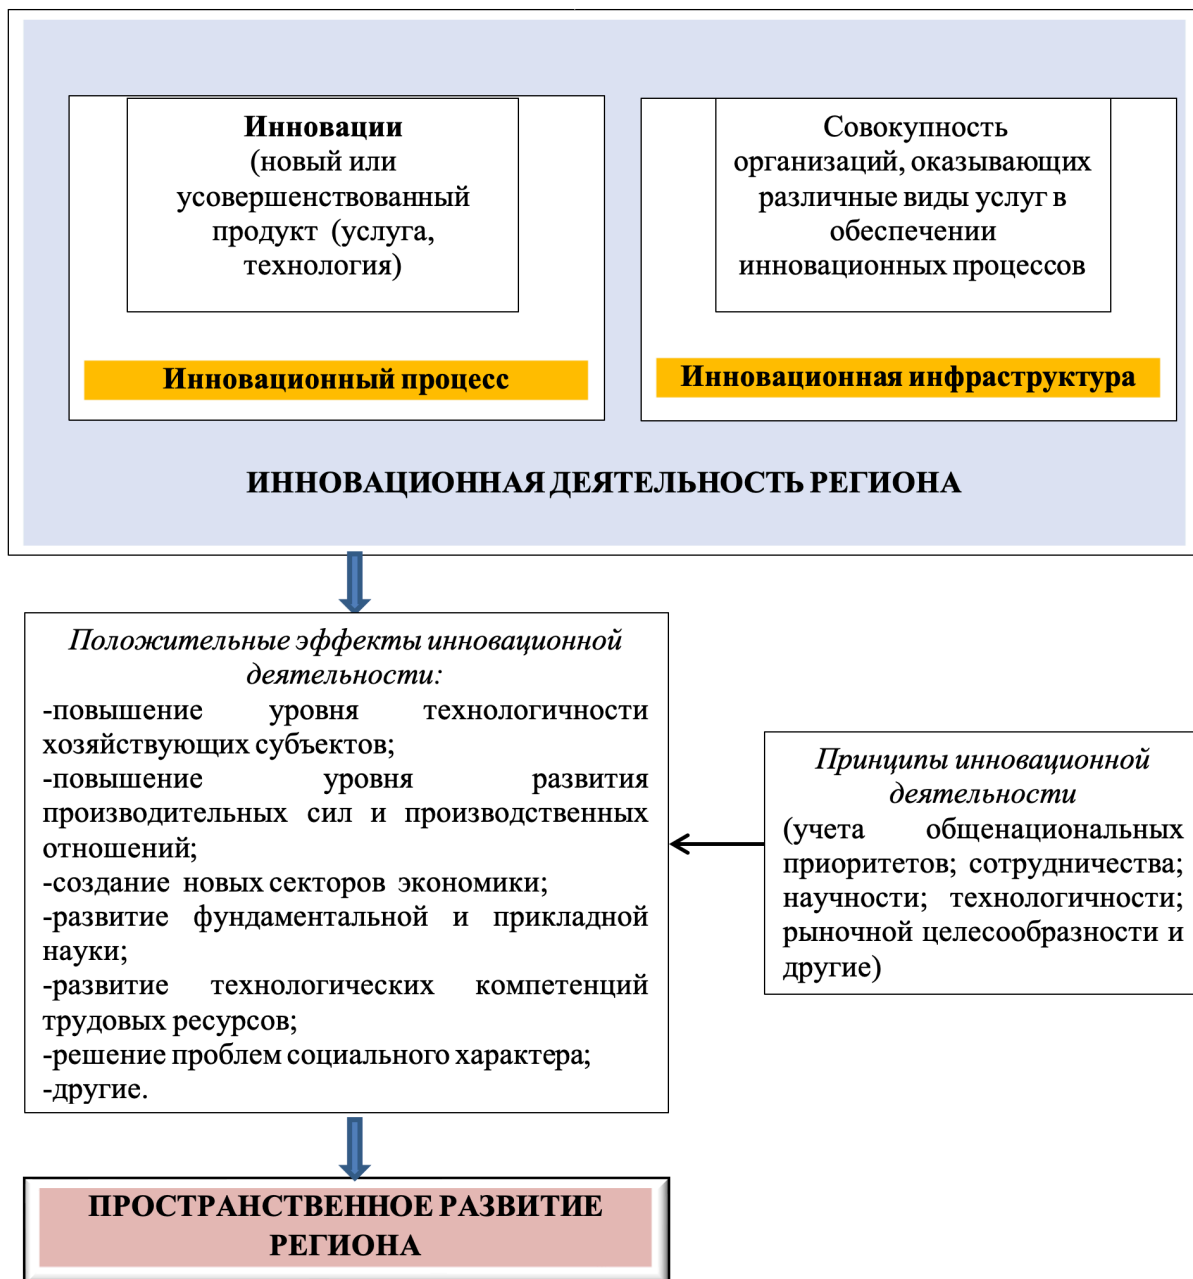 Инновации
(новый или
усовершенствованный
продукт (услуга,
технология)
Инновационный процесс
Совокупность
организаций, оказывающих
различные виды услуг в
обеспечении
инновационных процессов
Инновационная инфраструктура
ИННОВАЦИОННАЯ ДЕЯТЕЛЬНОСТЬ РЕГИОНА
Положительные эффекты инновационной
деятельности:
-повышение уровня технологичности
хозяйствующих субъектов;
-повышение уровня развития
производительных сил и производственных
отношений;
-создание новых секторов экономики;
-развитие фундаментальной и прикладной
науки;
-развитие технологических компетенций
трудовых ресурсов;
-решение проблем социального характера;
-другие.
Принципы инновационной
деятельности
(учета общенациональных
приоритетов; сотрудничества;
научности; технологичности;
рыночной целесообразности и
другие)
ПРОСТРАНСТВЕННОЕ РАЗВИТИЕ
РЕГИОНА